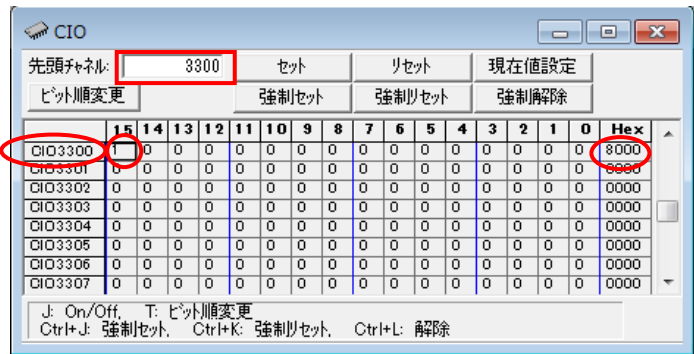 CIO
先頭チャネル: 3300 セット リセット 現在値設定
ビット順変更 強制セット 強制リセット 強制解除
15 14 13 12 11 10 9 8 7 6 5 4 3 2 1 0 Hex
CIO3300 1 0 0 0 0 0 0 0 0 0 0 0 0 0 0 0 8000
CIO3301 0 0 0 0 0 0 0 0 0 0 0 0 0 0 0 0 0000
CIO3302 0 0 0 0 0 0 0 0 0 0 0 0 0 0 0 0 0000
CIO3303 0 0 0 0 0 0 0 0 0 0 0 0 0 0 0 0 0000
CIO3304 0 0 0 0 0 0 0 0 0 0 0 0 0 0 0 0 0000
CIO3305 0 0 0 0 0 0 0 0 0 0 0 0 0 0 0 0 0000
CIO3306 0 0 0 0 0 0 0 0 0 0 0 0 0 0 0 0 0000
CIO3307 0 0 0 0 0 0 0 0 0 0 0 0 0 0 0 0 0000
J: On/Off, T: ビット順変更
Ctrl+J: 強制セット, Ctrl+K: 強制リセット, Ctrl+L: 解除